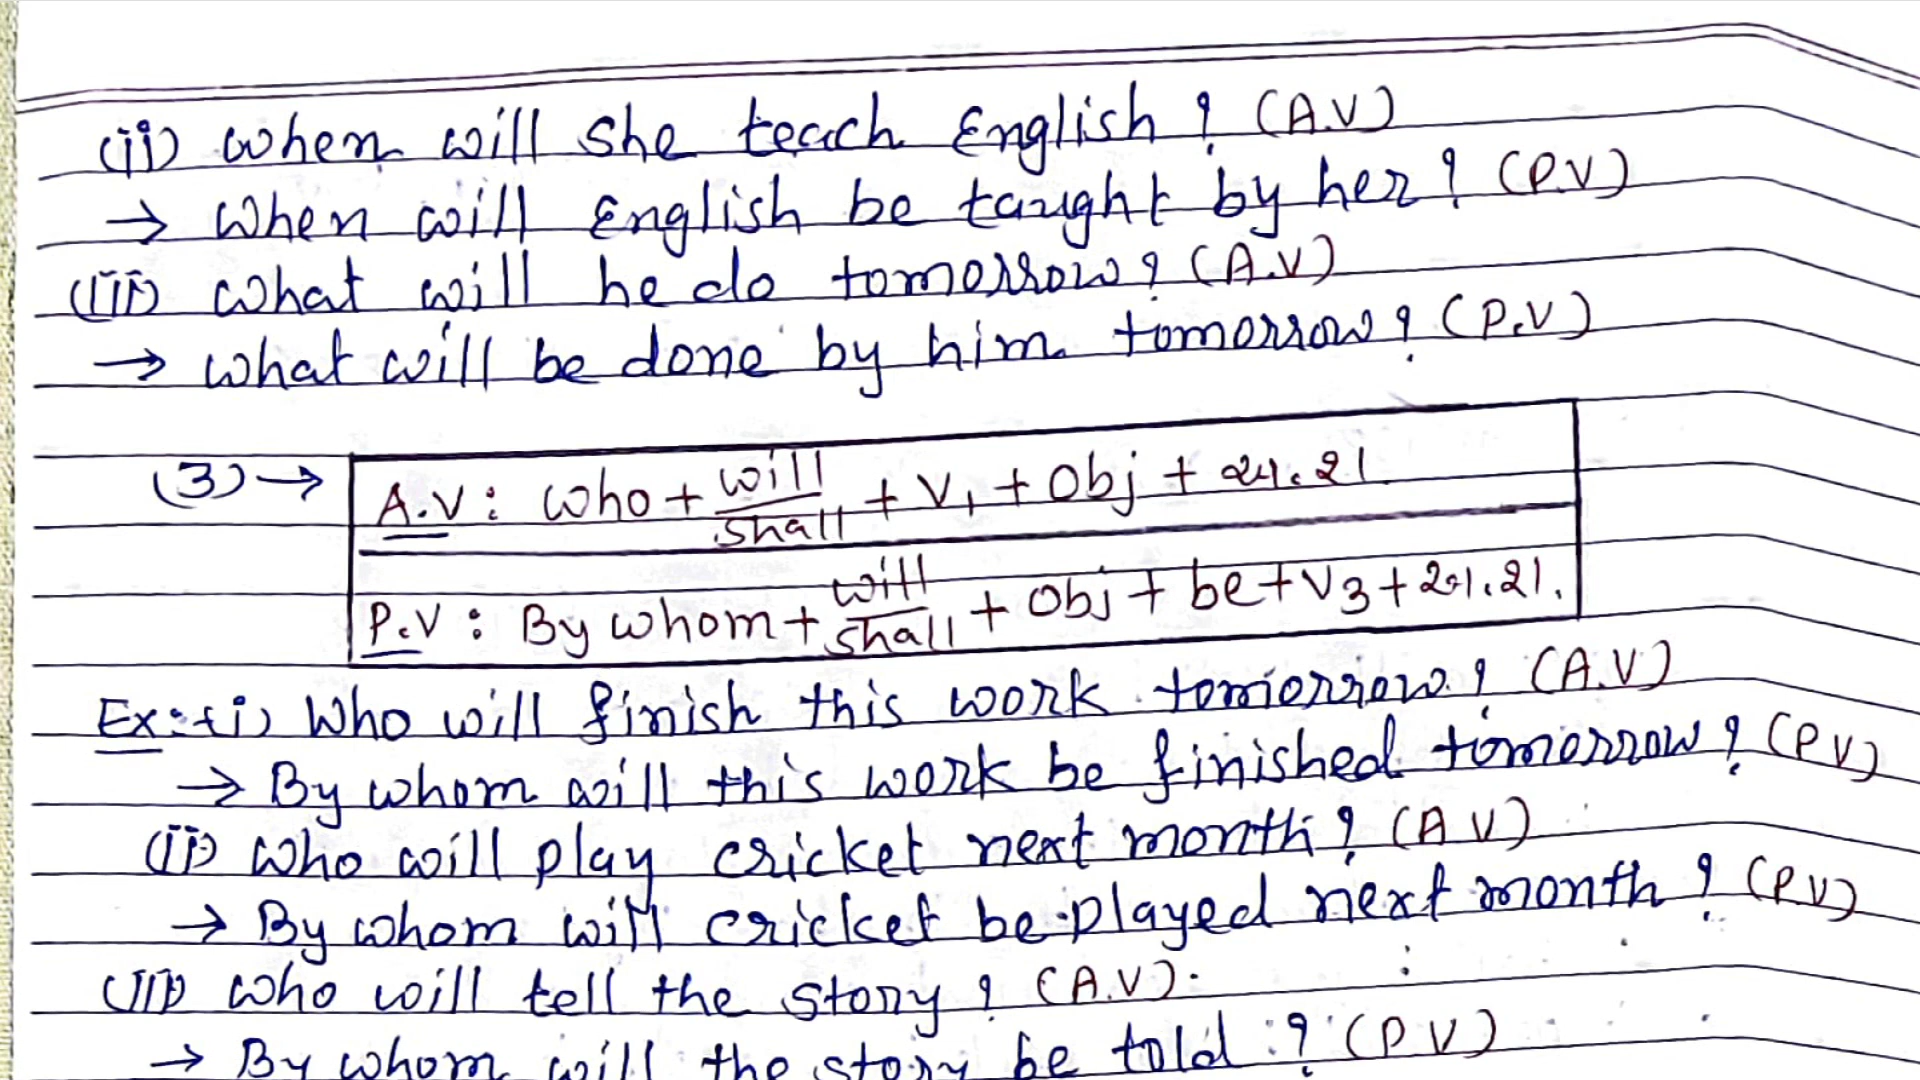 (ii) When will she teach English ? (A.V)
→ When will English be taught by her ? (P.V)
(iii) What will he do tomorrow ? (A.V)
→ What will be done by him tomorrow ? (P.V)
(3) → A.V : Who + will/shall + V1 + Obj +
P.V : By whom + will/shall + Obj + be + V3 +
Ex : (i) Who will finish this work tomorrow ? (A.V)
→ By whom will this work be finished tomorrow ? (P.V)
(ii) Who will play cricket next month ? (A.V)
→ By whom will cricket be played next month ? (P.V)
(iii) Who will tell the story ? (A.V)
→ By whom will the story be told ? (P.V)